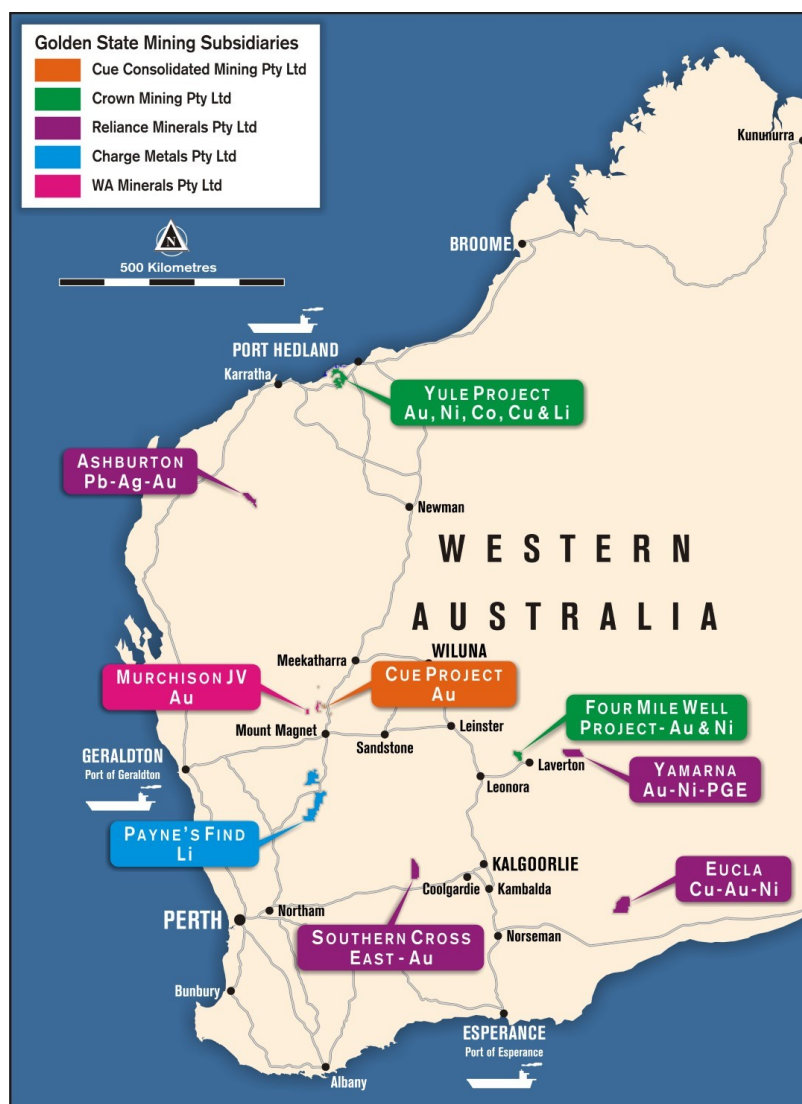 Golden State Mining Subsidiaries
Cue Consolidated Mining Pty Ltd
Crown Mining Pty Ltd
Reliance Minerals Pty Ltd
Charge Metals Pty Ltd
WA Minerals Pty Ltd
N
500 Kilometres
Kununurra
BROOME
PORT HEDLAND
Karratha
YULE PROJECT
Au, Ni, Co, Cu & Li
ASHBURTON
Pb-Ag-Au
Newman
WESTERN
AUSTRALIA
Meekatharra
WILUNA
MURCHISON JV
Au
CUE PROJECT
Au
Mount Magnet
Sandstone
Leinster
FOUR MILE WELL
PROJECT - Au & Ni
GERALDTON
Port of Geraldton
Laverton
Leonora
YAMARNA
Au-Ni-PGE
PAYNE'S FIND
Li
KALGOORLIE
Coolgardie
Kambalda
EUCLA
Cu-Au-Ni
PERTH
Northam
SOUTHERN CROSS
EAST - Au
Norseman
Bunbury
ESPERANCE
Port of Esperance
Albany